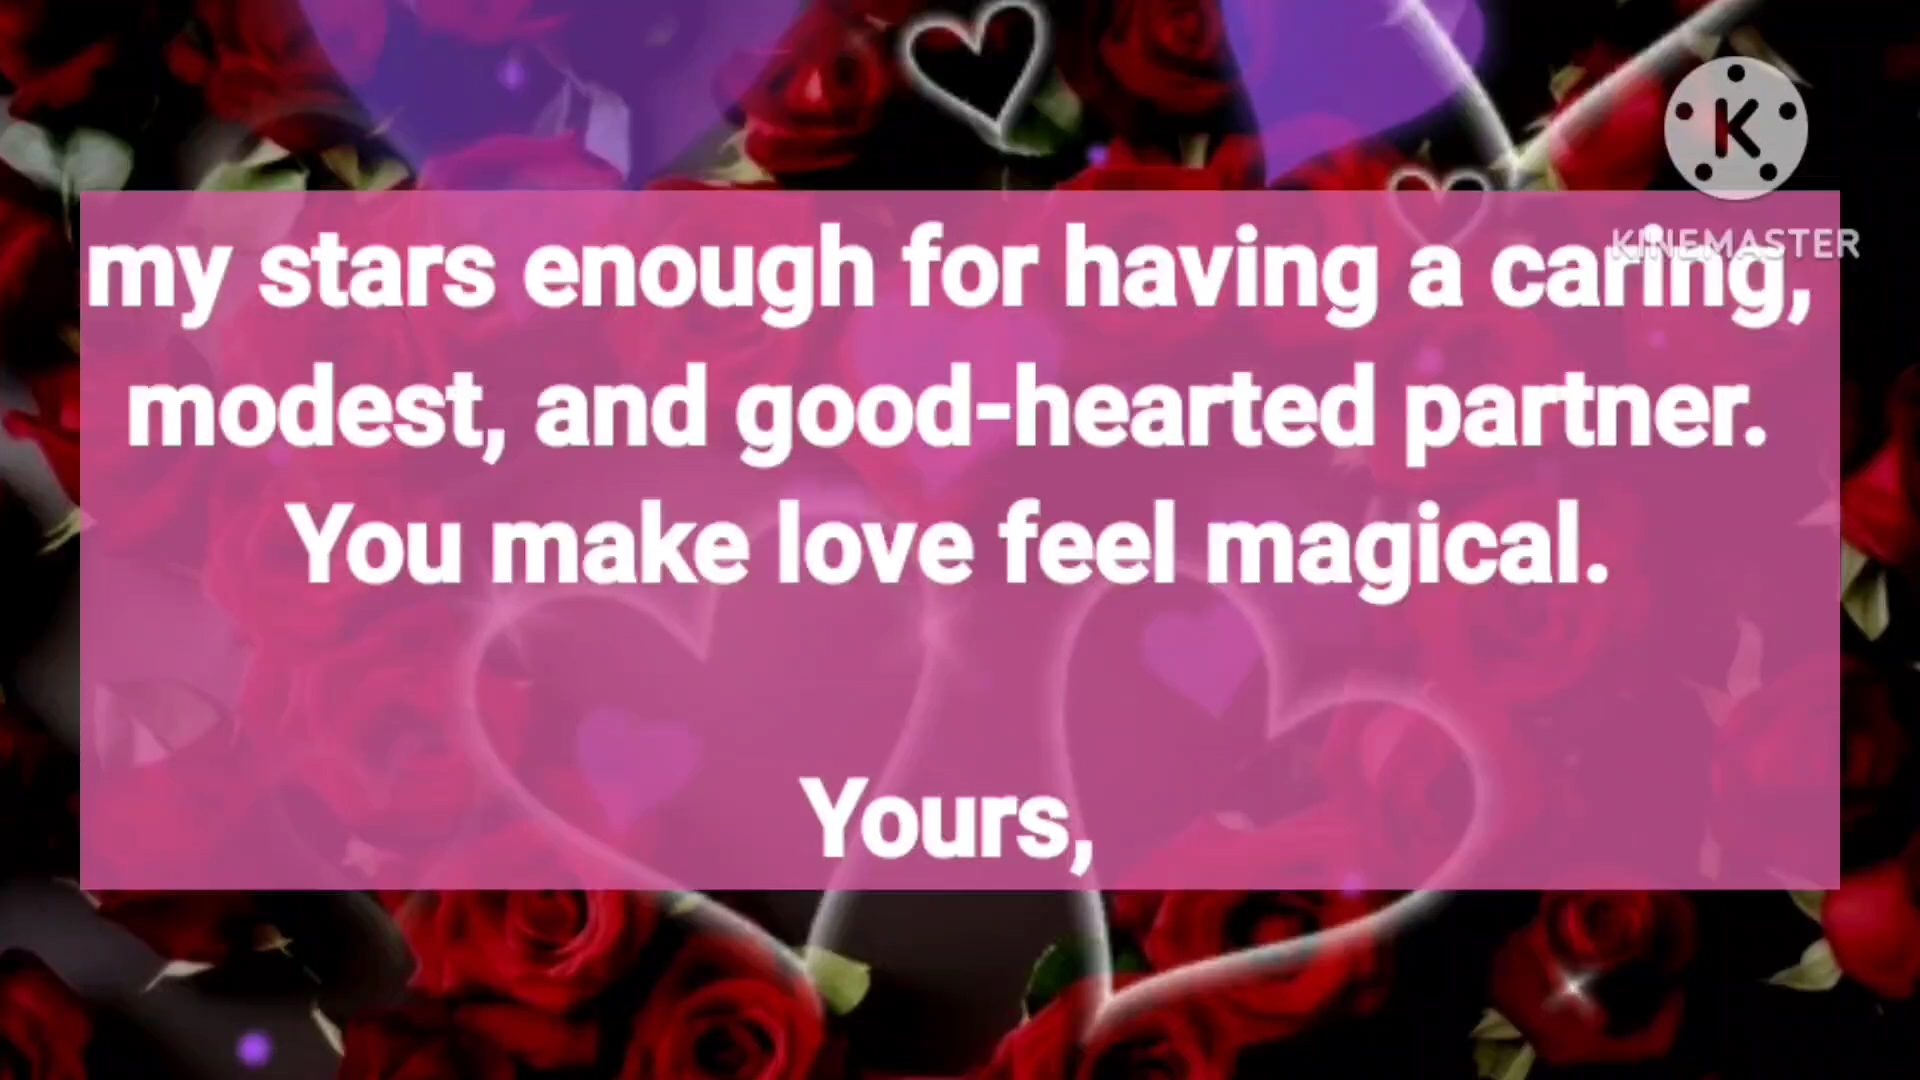 K
KINEMASTER
my stars enough for having a caring,
modest, and good-hearted partner.
You make love feel magical.
Yours,